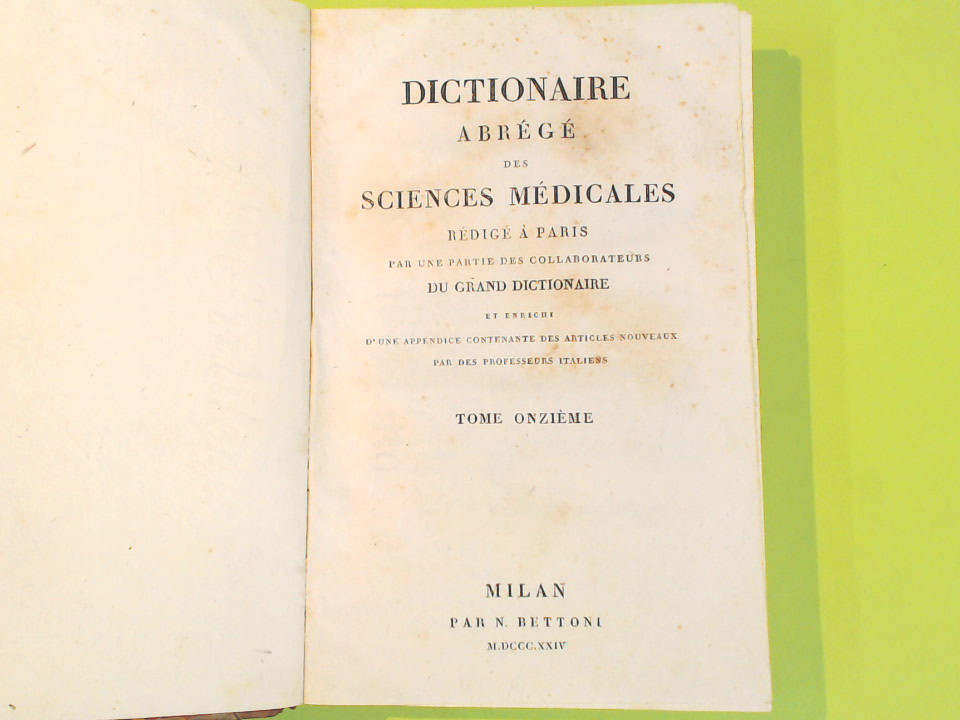 DICTIONAIRE
ABRÉGÉ
DES
SCIENCES MÉDICALES
RÉDIGÉ À PARIS
PAR UNE PARTIE DES COLLABORATEURS
DU GRAND DICTIONAIRE
ET ENRICHI
D'UNE APPENDICE CONTENANTE DES ARTICLES NOUVEAUX
PAR DES PROFESSEURS ITALIENS
TOME ONZIÈME
MILAN
PAR N. BETTONI
M.DCCC.XXIV